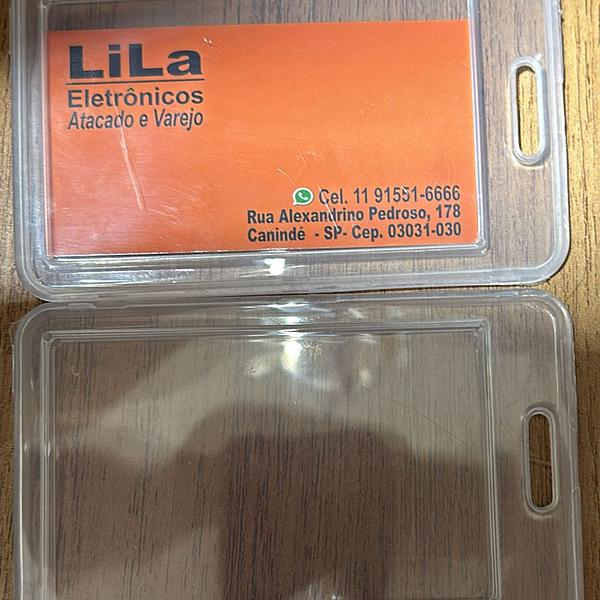 LiLa
Eletrônicos
Atacado e Varejo
Cel. 11 91551-6666
Rua Alexandrino Pedroso, 178
Canindé - SP- Cep. 03031-030